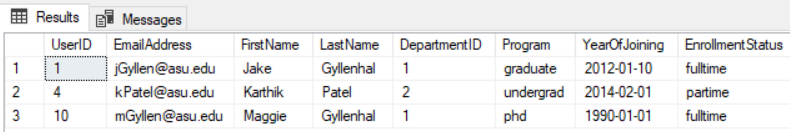 Results Messages
UserID EmailAddress FirstName LastName DepartmentID Program YearOfJoining EnrollmentStatus
1 1 jGyllen@asu.edu Jake Gyllenhal 1 graduate 2012-01-10 fulltime
2 4 kPatel@asu.edu Karthik Patel 2 undergrad 2014-02-01 partime
3 10 mGyllen@asu.edu Maggie Gyllenhal 1 phd 1990-01-01 fulltime